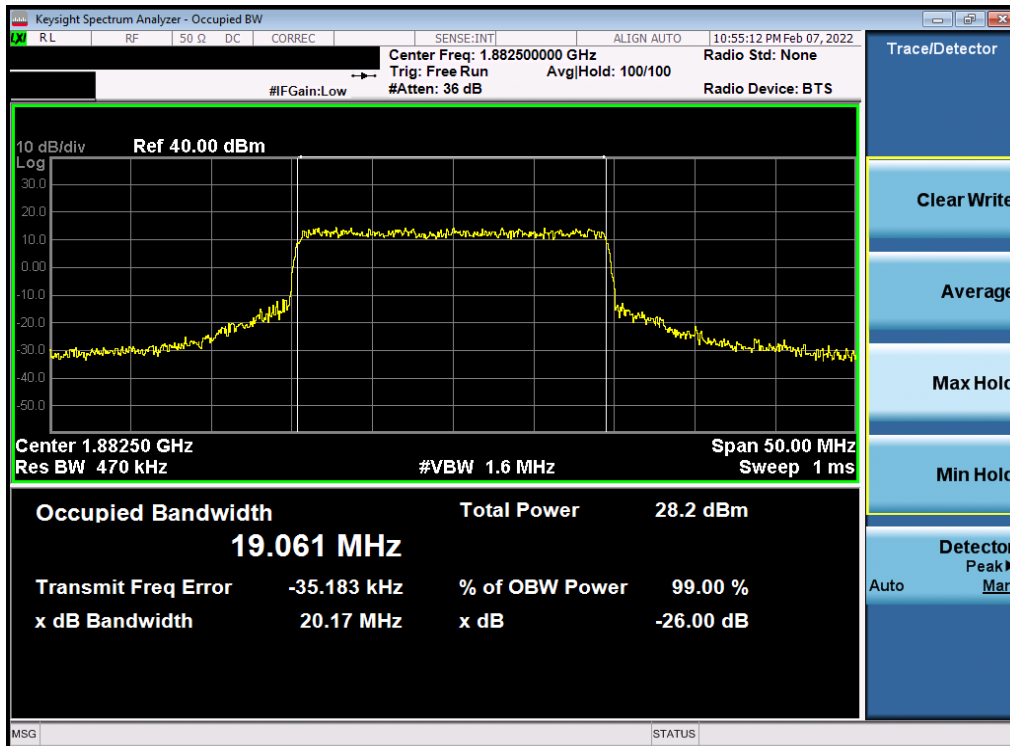 Keysight Spectrum Analyzer - Occupied BW
LXI RL RF 50 Ω DC CORREC SENSE:INT ALIGN AUTO 10:55:12 PM Feb 07, 2022
Center Freq: 1.882500000 GHz Radio Std: None
Trig: Free Run Avg|Hold: 100/100
#IFGain:Low #Atten: 36 dB Radio Device: BTS
10 dB/div Ref 40.00 dBm
Log
30.0
20.0
10.0
0.00
-10.0
-20.0
-30.0
-40.0
-50.0
Center 1.88250 GHz Span 50.00 MHz
Res BW 470 kHz #VBW 1.6 MHz Sweep 1 ms
Occupied Bandwidth Total Power 28.2 dBm
19.061 MHz
Transmit Freq Error -35.183 kHz % of OBW Power 99.00 %
x dB Bandwidth 20.17 MHz x dB -26.00 dB
MSG STATUS
Trace/Detector
Clear Write
Average
Max Hold
Min Hold
Detector
Peak
Auto Man